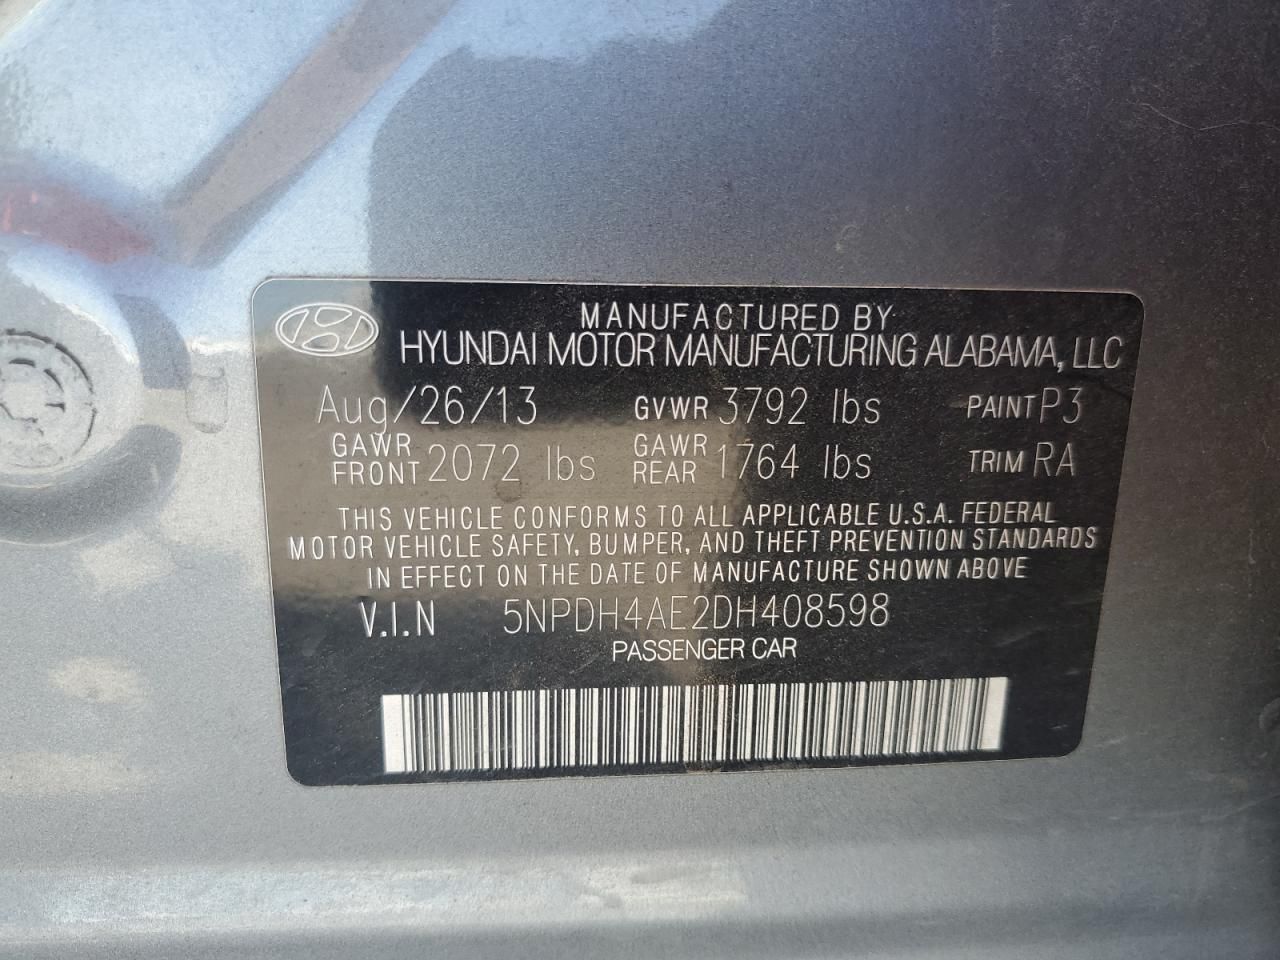 MANUFACTURED BY
HYUNDAI MOTOR MANUFACTURING ALABAMA, LLC
Aug/26/13 GVWR 3792 lbs PAINT P3
GAWR FRONT 2072 lbs GAWR REAR 1764 lbs TRIM RA
THIS VEHICLE CONFORMS TO ALL APPLICABLE U.S.A. FEDERAL
MOTOR VEHICLE SAFETY, BUMPER, AND THEFT PREVENTION STANDARDS
IN EFFECT ON THE DATE OF MANUFACTURE SHOWN ABOVE
V.I.N 5NPDH4AE2DH408598
PASSENGER CAR